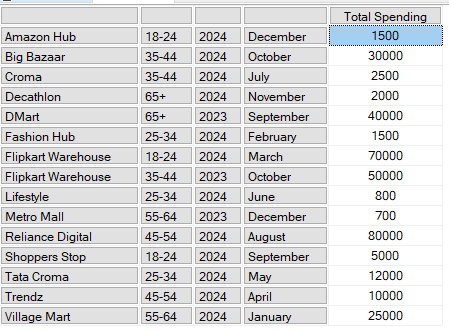 Total Spending
Amazon Hub 18-24 2024 December 1500
Big Bazaar 35-44 2024 October 30000
Croma 35-44 2024 July 2500
Decathlon 65+ 2024 November 2000
DMart 65+ 2023 September 40000
Fashion Hub 25-34 2024 February 1500
Flipkart Warehouse 18-24 2024 March 70000
Flipkart Warehouse 35-44 2023 October 50000
Lifestyle 25-34 2024 June 800
Metro Mall 55-64 2023 December 700
Reliance Digital 45-54 2024 August 80000
Shoppers Stop 18-24 2024 September 5000
Tata Croma 25-34 2024 May 12000
Trendz 45-54 2024 April 10000
Village Mart 55-64 2024 January 25000